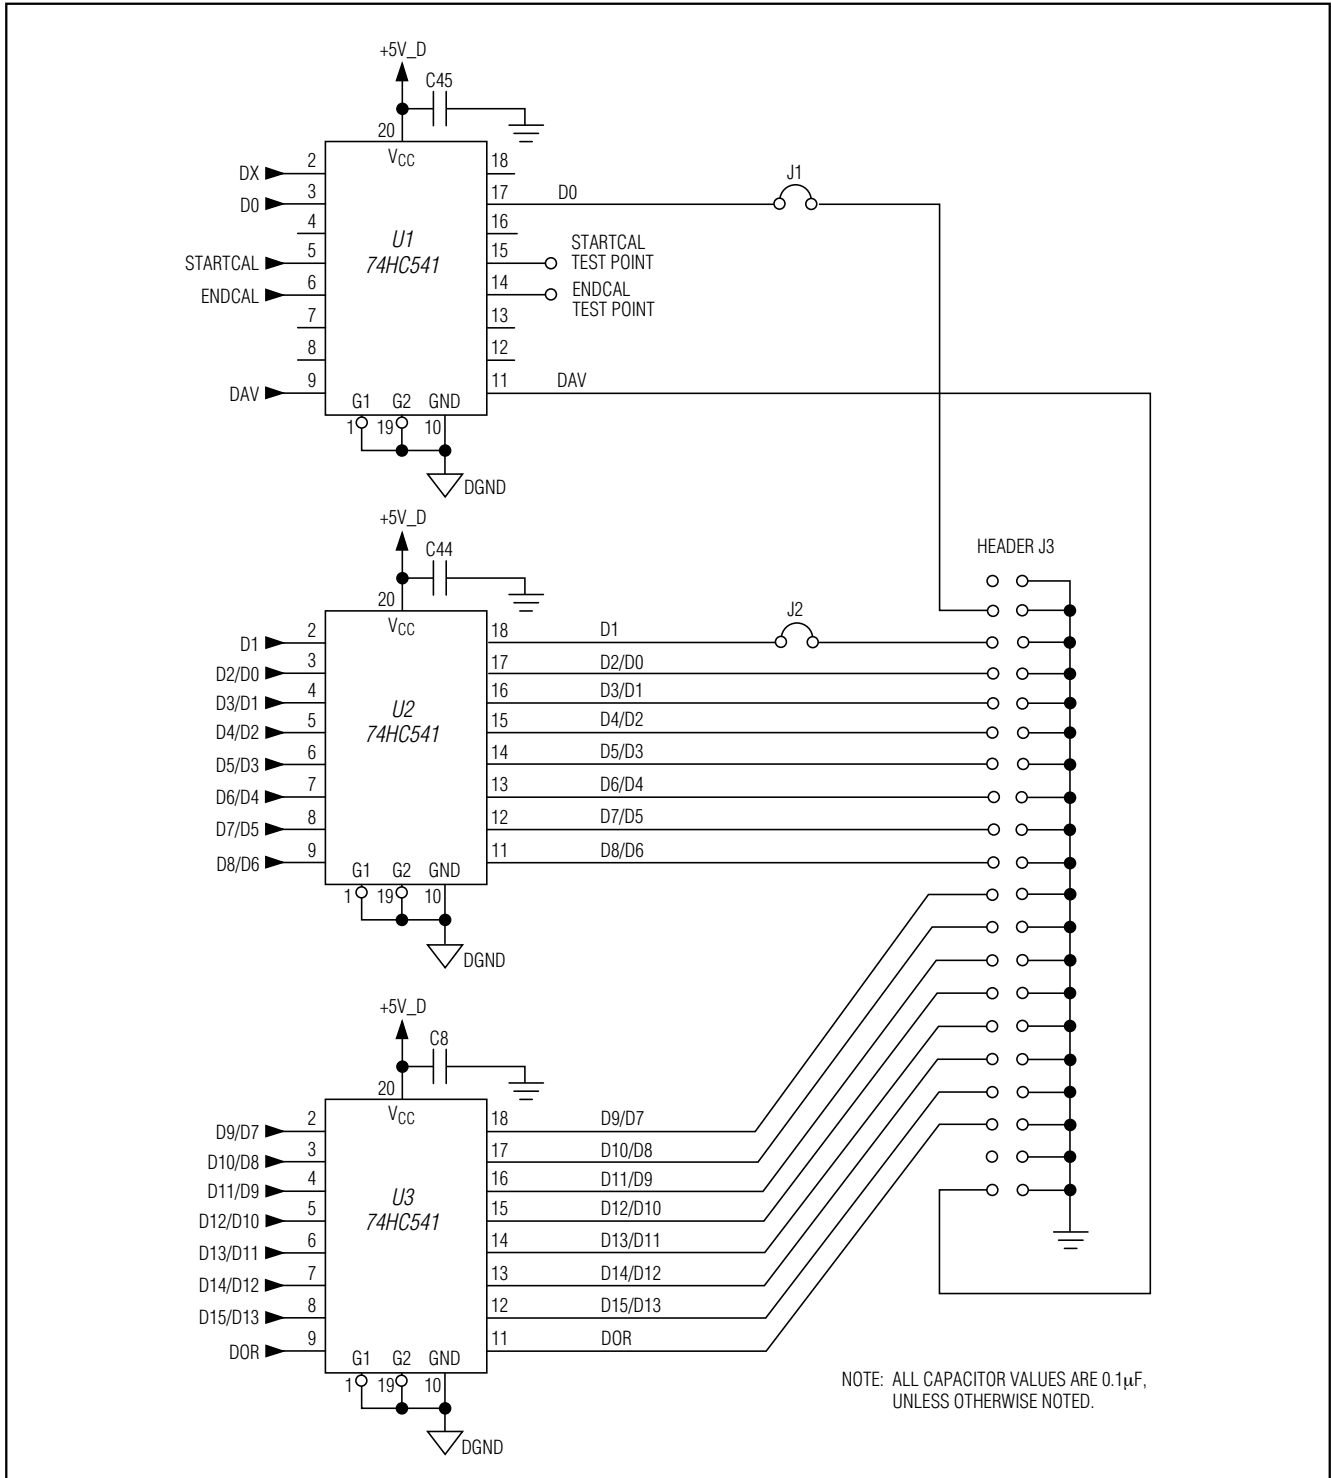 +5V_D
C45
20
VCC
DX 2 18
D0 3 17 D0 J1
4 16
U1
74HC541
STARTCAL 5 15 STARTCAL
TEST POINT
ENDCAL 6 14 ENDCAL
TEST POINT
7 13
8 12
DAV 9 11 DAV
G1 G2 GND
1 19 10
DGND
+5V_D
C44
HEADER J3
20
VCC
D1 2 18 D1 J2
D2/D0 3 17 D2/D0
D3/D1 4 16 D3/D1
U2
74HC541
D4/D2 5 15 D4/D2
D5/D3 6 14 D5/D3
D6/D4 7 13 D6/D4
D7/D5 8 12 D7/D5
D8/D6 9 11 D8/D6
G1 G2 GND
1 19 10
DGND
+5V_D
C8
20
VCC
D9/D7 2 18 D9/D7
D10/D8 3 17 D10/D8
D11/D9 4 16 D11/D9
U3
74HC541
D12/D10 5 15 D12/D10
D13/D11 6 14 D13/D11
D14/D12 7 13 D14/D12
D15/D13 8 12 D15/D13
DOR 9 11 DOR
G1 G2 GND
1 19 10
DGND
NOTE: ALL CAPACITOR VALUES ARE 0.1µF,
UNLESS OTHERWISE NOTED.